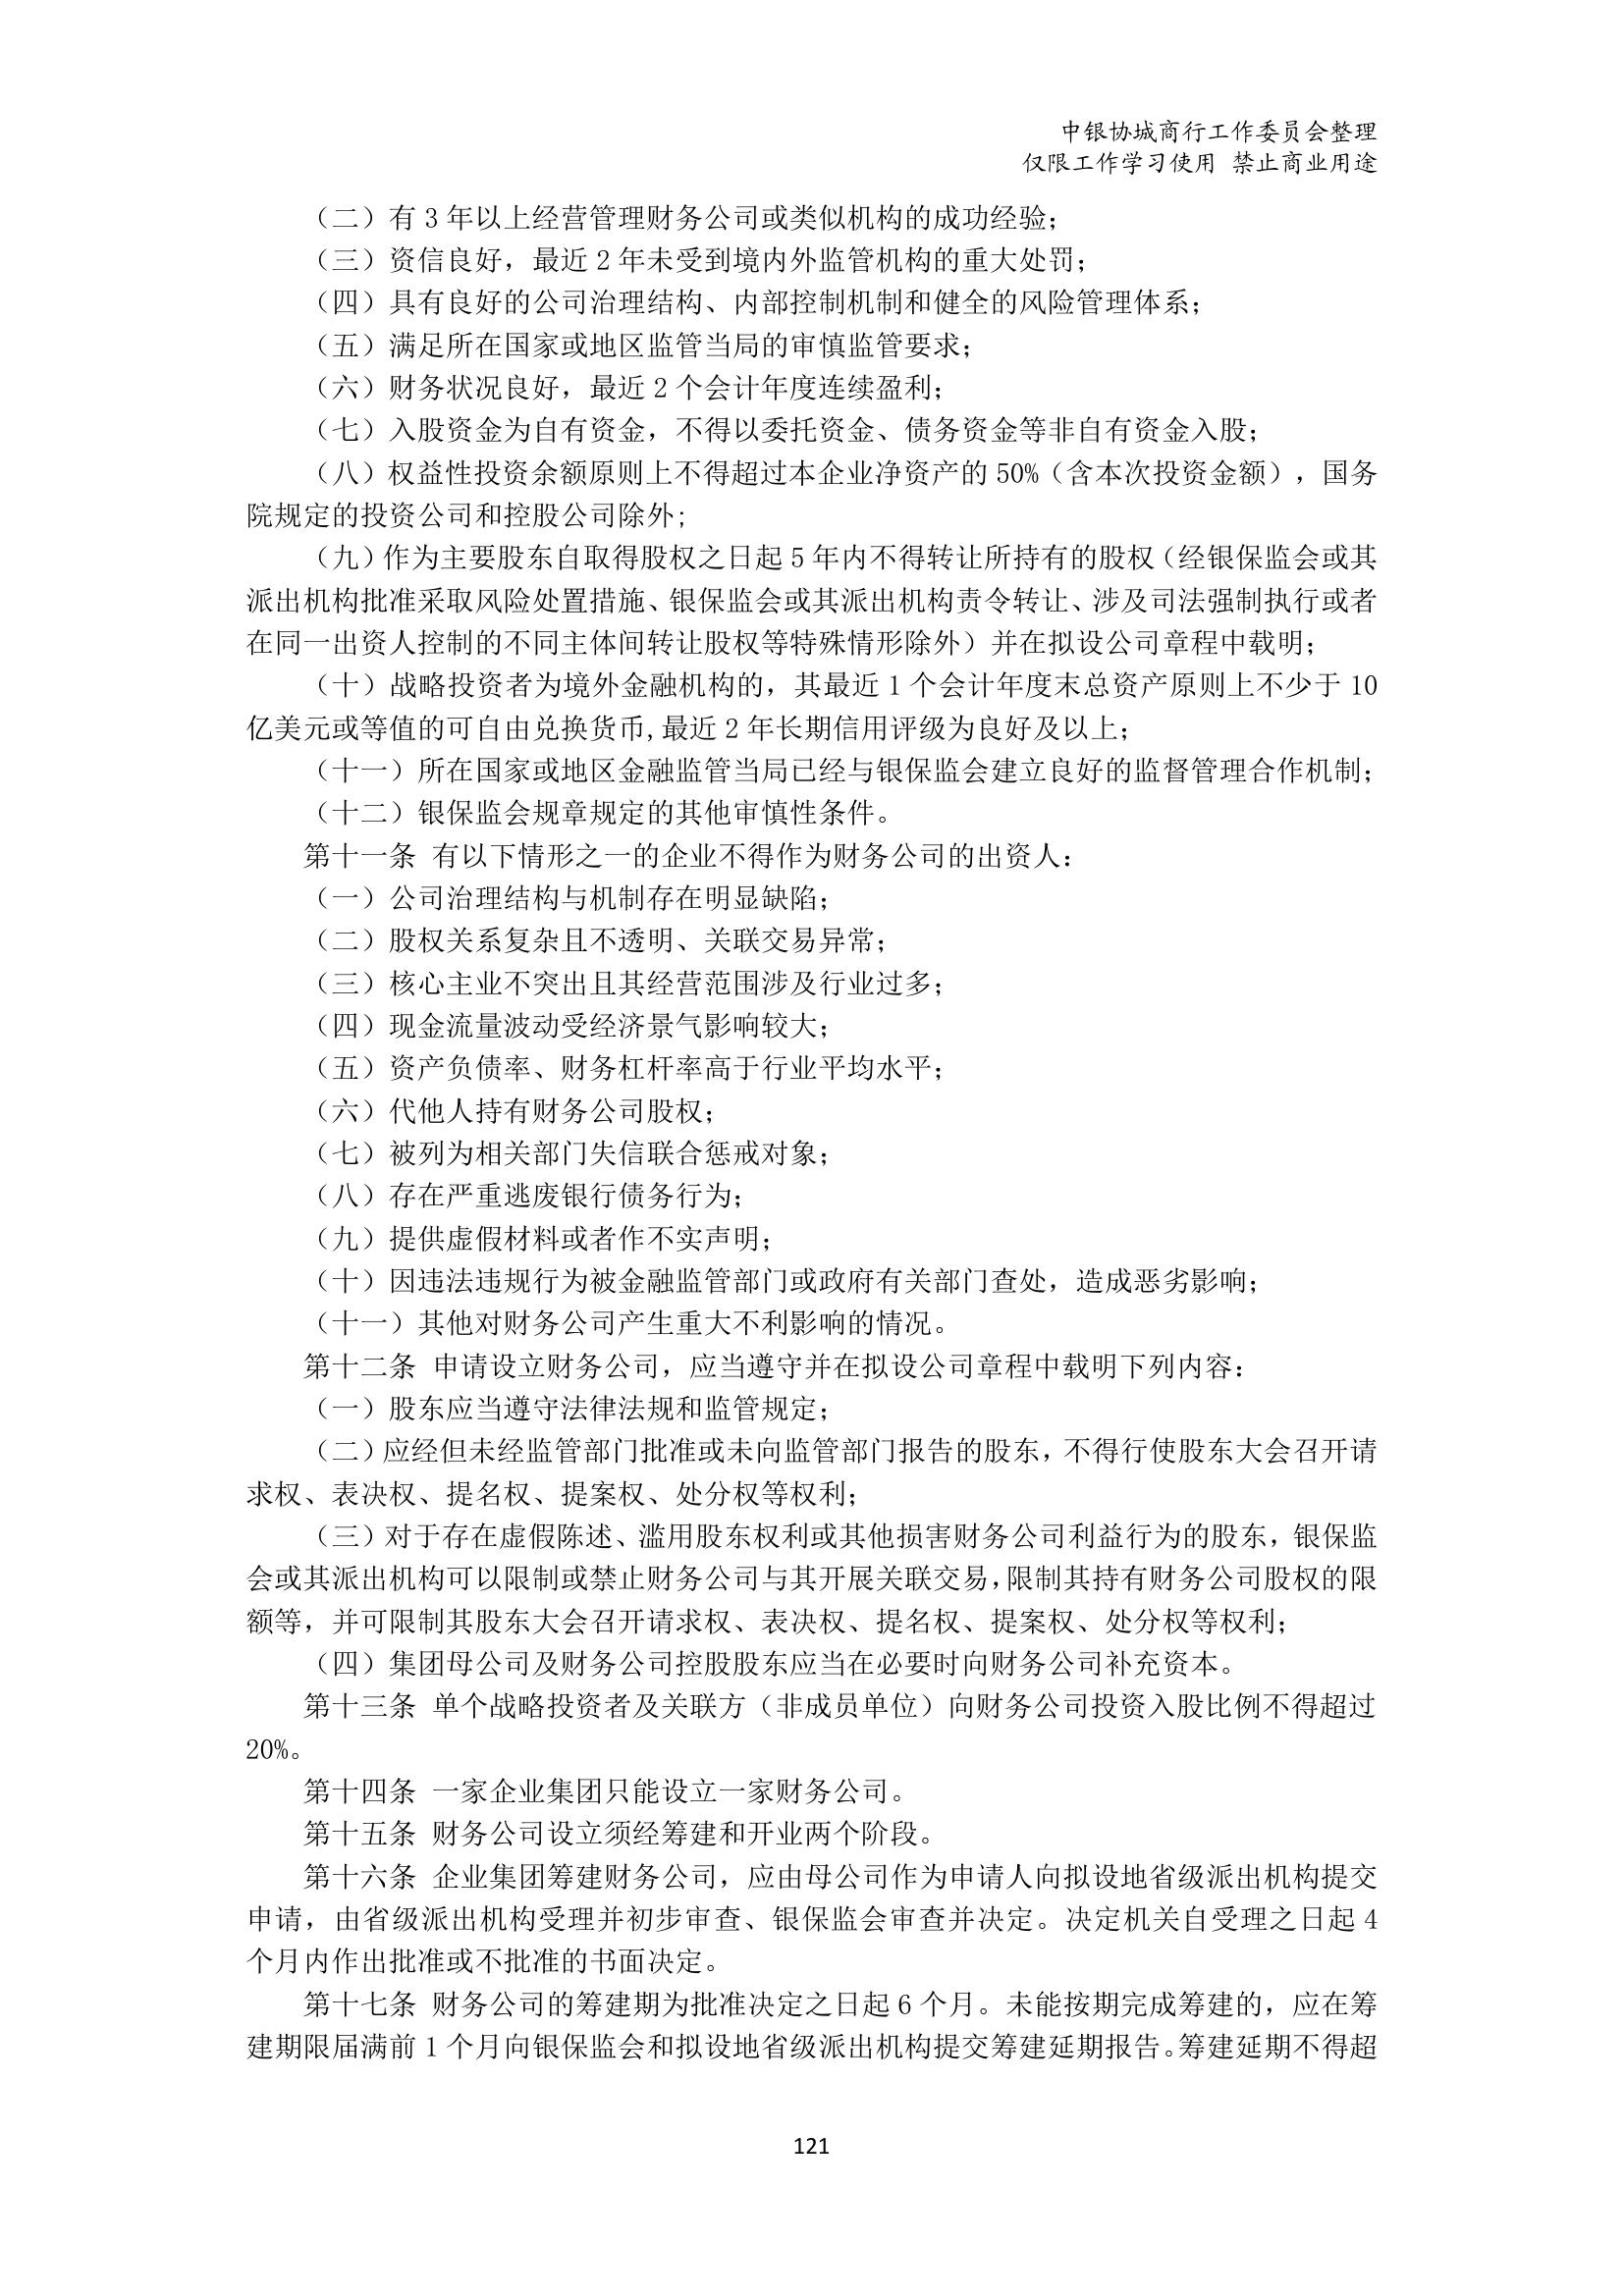 中银协城商行工作委员会整理
仅限工作学习使用 禁止商业用途
（二）有 3 年以上经营管理财务公司或类似机构的成功经验；
（三）资信良好，最近 2 年未受到境内外监管机构的重大处罚；
（四）具有良好的公司治理结构、内部控制机制和健全的风险管理体系；
（五）满足所在国家或地区监管当局的审慎监管要求；
（六）财务状况良好，最近 2 个会计年度连续盈利；
（七）入股资金为自有资金，不得以委托资金、债务资金等非自有资金入股；
（八）权益性投资余额原则上不得超过本企业净资产的 50%（含本次投资金额），国务
院规定的投资公司和控股公司除外;
（九）作为主要股东自取得股权之日起 5 年内不得转让所持有的股权（经银保监会或其
派出机构批准采取风险处置措施、银保监会或其派出机构责令转让、涉及司法强制执行或者
在同一出资人控制的不同主体间转让股权等特殊情形除外）并在拟设公司章程中载明；
（十）战略投资者为境外金融机构的，其最近 1 个会计年度末总资产原则上不少于 10
亿美元或等值的可自由兑换货币,最近 2 年长期信用评级为良好及以上；
（十一）所在国家或地区金融监管当局已经与银保监会建立良好的监督管理合作机制；
（十二）银保监会规章规定的其他审慎性条件。
第十一条 有以下情形之一的企业不得作为财务公司的出资人：
（一）公司治理结构与机制存在明显缺陷；
（二）股权关系复杂且不透明、关联交易异常；
（三）核心主业不突出且其经营范围涉及行业过多；
（四）现金流量波动受经济景气影响较大；
（五）资产负债率、财务杠杆率高于行业平均水平；
（六）代他人持有财务公司股权；
（七）被列为相关部门失信联合惩戒对象；
（八）存在严重逃废银行债务行为；
（九）提供虚假材料或者作不实声明；
（十）因违法违规行为被金融监管部门或政府有关部门查处，造成恶劣影响；
（十一）其他对财务公司产生重大不利影响的情况。
第十二条 申请设立财务公司，应当遵守并在拟设公司章程中载明下列内容：
（一）股东应当遵守法律法规和监管规定；
（二）应经但未经监管部门批准或未向监管部门报告的股东，不得行使股东大会召开请
求权、表决权、提名权、提案权、处分权等权利；
（三）对于存在虚假陈述、滥用股东权利或其他损害财务公司利益行为的股东，银保监
会或其派出机构可以限制或禁止财务公司与其开展关联交易，限制其持有财务公司股权的限
额等，并可限制其股东大会召开请求权、表决权、提名权、提案权、处分权等权利；
（四）集团母公司及财务公司控股股东应当在必要时向财务公司补充资本。
第十三条 单个战略投资者及关联方（非成员单位）向财务公司投资入股比例不得超过
20%。
第十四条 一家企业集团只能设立一家财务公司。
第十五条 财务公司设立须经筹建和开业两个阶段。
第十六条 企业集团筹建财务公司，应由母公司作为申请人向拟设地省级派出机构提交
申请，由省级派出机构受理并初步审查、银保监会审查并决定。决定机关自受理之日起 4
个月内作出批准或不批准的书面决定。
第十七条 财务公司的筹建期为批准决定之日起 6 个月。未能按期完成筹建的，应在筹
建期限届满前 1 个月向银保监会和拟设地省级派出机构提交筹建延期报告。筹建延期不得超
121